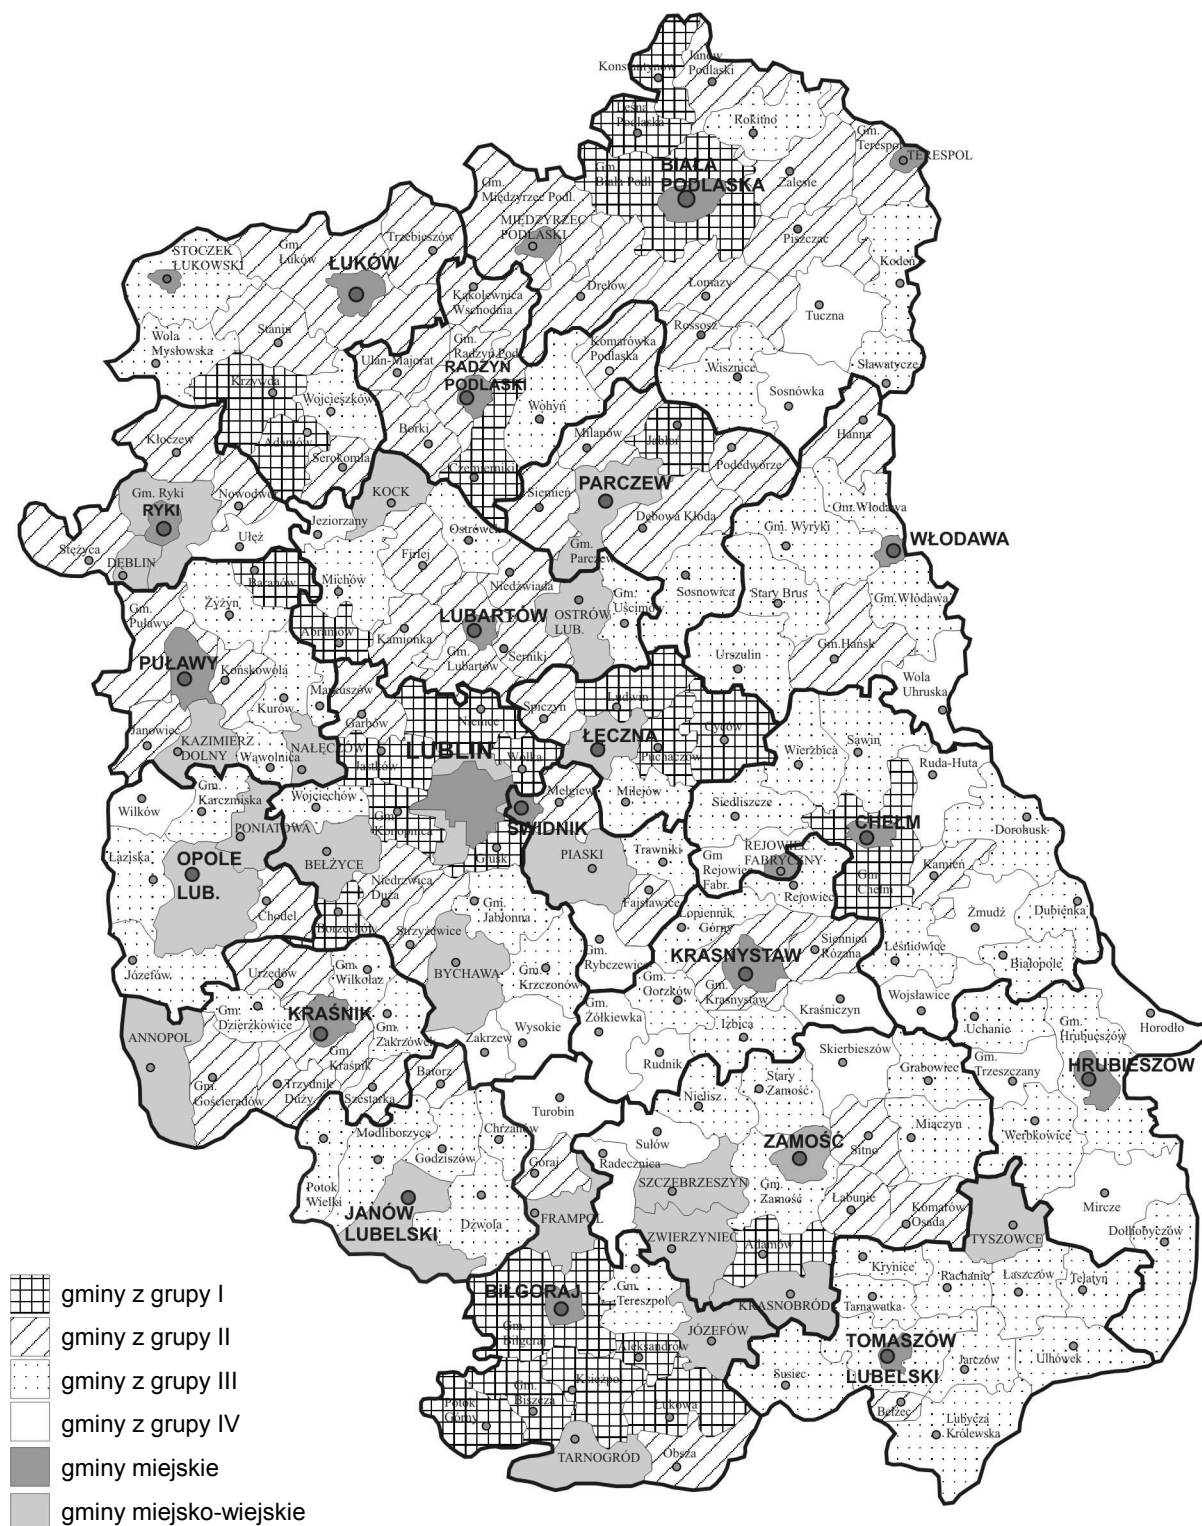 Konstantynów
Janów
Podlaski
Leśna
Podlaska
Rokitno
Gm.
Terespol
TERESPOL
Gm.
Biała Podl.
BIAŁA
PODLASKA
Zalesie
Gm.
Międzyrzec Podl.
MIĘDZYRZEC
PODLASKI
Piszczac
Kodeń
Trzebieszów
Gm.
Łuków
ŁUKÓW
STOCZEK
ŁUKOWSKI
Kąkolewnica
Wschodnia
Drelów
Łomazy
Tuczna
Rossosz
Stanin
Wola
Mysłowska
Ulan-Majorat
Gm.
Radzyń Pod.
RADZYŃ
PODLASKI
Komarówka
Podlaska
Wisznice
Sosnówka
Sławatycze
Krzywda
Wojcieszków
Wohyń
Adamów
Serokomla
Borki
Czemierniki
Milanów
Jabłoń
Podedwórze
Hanna
Kłoczew
Gm. Ryki
RYKI
Nowodwór
KOCK
Siemień
PARCZEW
Dębowa Kłoda
Gm.
Parczew
Gm.Włodawa
Gm. Wyryki
WŁODAWA
Stężyca
DĘBLIN
Ułęż
Jeziorzany
Ostrówek
Firlej
Michów
Niedźwiada
Sosnowica
Stary Brus
Gm.Włodawa
Baranów
Żyżyn
Gm.
Puławy
Abramów
Kamionka
LUBARTÓW
Gm.
Lubartów
Serniki
OSTRÓW
LUB.
Gm.
Uścimów
Urszulin
Gm.Hańsk
Wola
Uhruska
PUŁAWY
Końskowola
Kurów
Markuszów
Garbów
Niemce
Spiczyn
Ludwin
Cyców
Janowiec
KAZIMIERZ
DOLNY
Wąwolnica
NAŁĘCZÓW
Jastków
LUBLIN
Wólka
ŁĘCZNA
Puchaczów
Wierzbica
Sawin
Ruda-Huta
Wilków
Gm.
Karczmiska
PONIATOWA
Wojciechów
Gm.
Konopnica
ŚWIDNIK
Mełgiew
Milejów
Siedliszcze
CHEŁM
Dorohusk
Łaziska
OPOLE
LUB.
BEŁŻYCE
Głusk
PIASKI
Trawniki
Gm
Rejowiec
Fabr.
REJOWIEC
FABRYCZNY
Rejowiec
Gm.
Chełm
Kamień
Chodel
Borzechów
Niedrzwica
Duża
Gm.
Jabłonna
Fajsławice
Łopiennik
Górny
Żmudź
Dubienka
Józefów
Urzędów
Gm.
Wilkołaz
Strzyżewice
BYCHAWA
Gm.
Krzczonów
Gm.
Rybczewice
KRASNYSTAW
Gm.
Krasnystaw
Siennica
Różana
Leśniowice
Białopole
Wojsławice
ANNOPOL
Gm.
Dzierżkowice
KRAŚNIK
Gm.
Kraśnik
Gm.
Zakrzówek
Zakrzew
Wysokie
Gm.
Żółkiewka
Gm.
Gorzków
Izbica
Kraśniczyn
Rudnik
Uchanie
Gm.
Hrubieszów
Horodło
Gm.
Gościeradów
Trzydnik
Duży
Szastarka
Batorz
Turobin
Nielisz
Stary
Zamość
Skierbieszów
Grabowiec
Gm.
Trzeszczany
HRUBIESZÓW
Modliborzyce
Chrzanów
Godziszów
Goraj
Radecznica
Sułów
ZAMOŚĆ
Sitno
Miączyn
Werbkowice
Potok
Wielki
JANÓW
LUBELSKI
Dzwola
FRAMPOL
SZCZEBRZESZYN
Gm.
Zamość
Łabunie
Komarów
Osada
TYSZOWCE
Mircze
Dołhobyczów
ZWIERZYNIEC
Adamów
Krynice
Rachanie
Łaszczów
Telatyn
BIŁGORAJ
Gm.
Biłgoraj
Gm.
Tereszpol
JÓZEFÓW
KRASNOBRÓD
Tarnawatka
TOMASZÓW
LUBELSKI
Jarczów
Ulhówek
Aleksandrów
Susiec
Potok
Górny
Gm.
Biszcza
Księżpol
Łukowa
Bełżec
Lubycza
Królewska
TARNOGRÓD
Obsza
gminy z grupy I
gminy z grupy II
gminy z grupy III
gminy z grupy IV
gminy miejskie
gminy miejsko-wiejskie